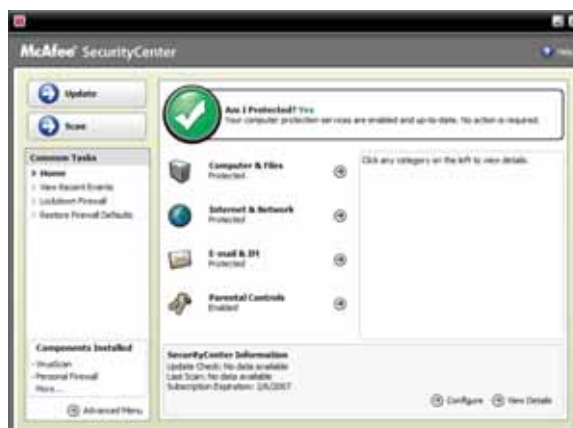 McAfee SecurityCenter
Help
Update
Scan
Common Tasks
Home
View Recent Events
Lockdown Firewall
Restore Firewall Defaults
Am I Protected? Yes
Your computer protection services are enabled and up-to-date. No action is required.
Computer & Files
Protected
Internet & Network
Protected
E-mail & IM
Protected
Parental Controls
Enabled
Click any category on the left to view details.
Components Installed
VirusScan
Personal Firewall
More...
Advanced Menu
SecurityCenter Information
Update Check: No data available
Last Scan: No data available
Subscription Expiration: 2/6/2007
Configure
View Details